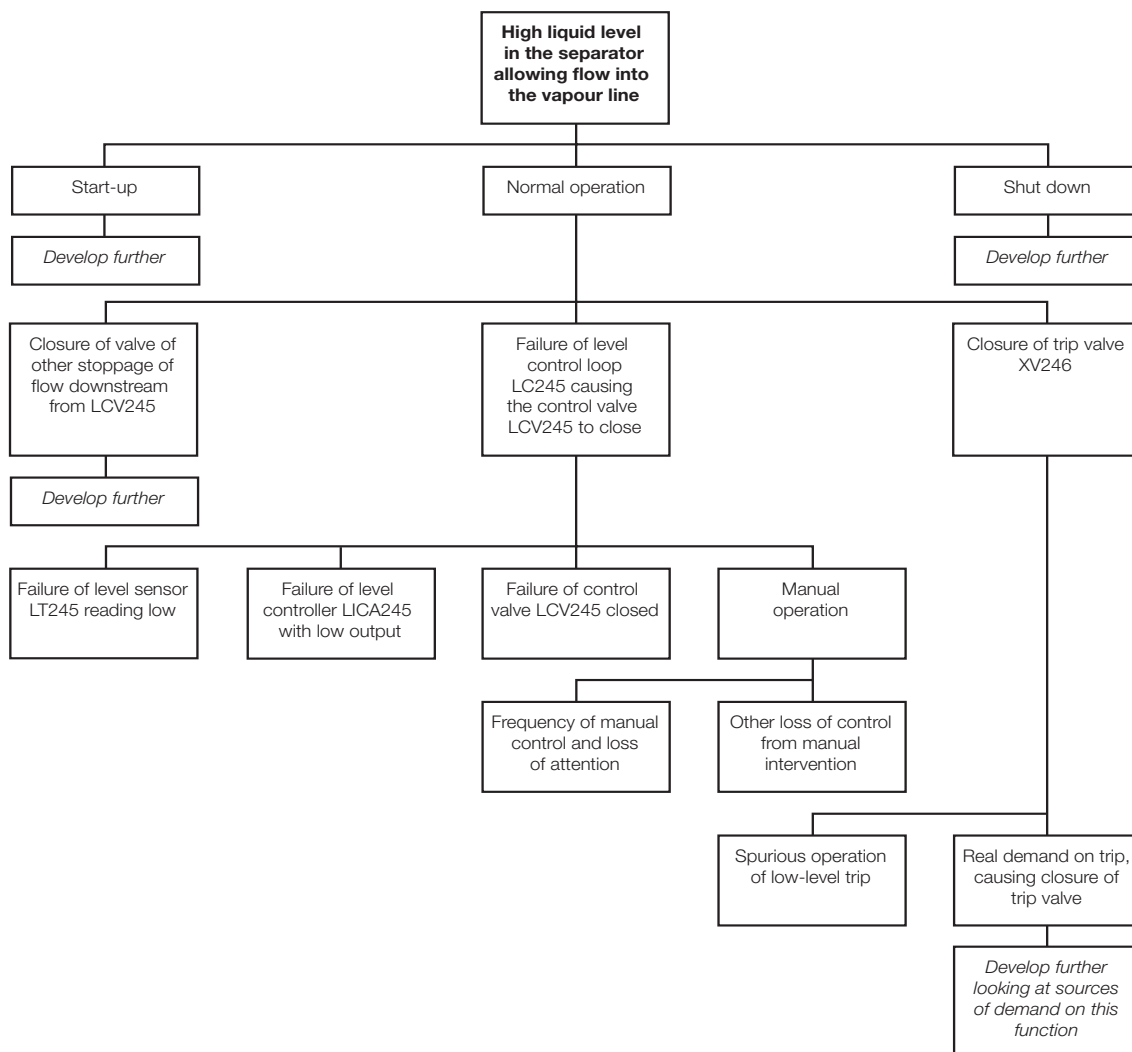 High liquid level
in the separator
allowing flow into
the vapour line
Start-up
Normal operation
Shut down
Develop further
Develop further
Closure of valve of
other stoppage of
flow downstream
from LCV245
Failure of level
control loop
LC245 causing
the control valve
LCV245 to close
Closure of trip valve
XV246
Develop further
Failure of level sensor
LT245 reading low
Failure of level
controller LICA245
with low output
Failure of control
valve LCV245 closed
Manual
operation
Frequency of manual
control and loss
of attention
Other loss of control
from manual
intervention
Spurious operation
of low-level trip
Real demand on trip,
causing closure of
trip valve
Develop further
looking at sources
of demand on this
function